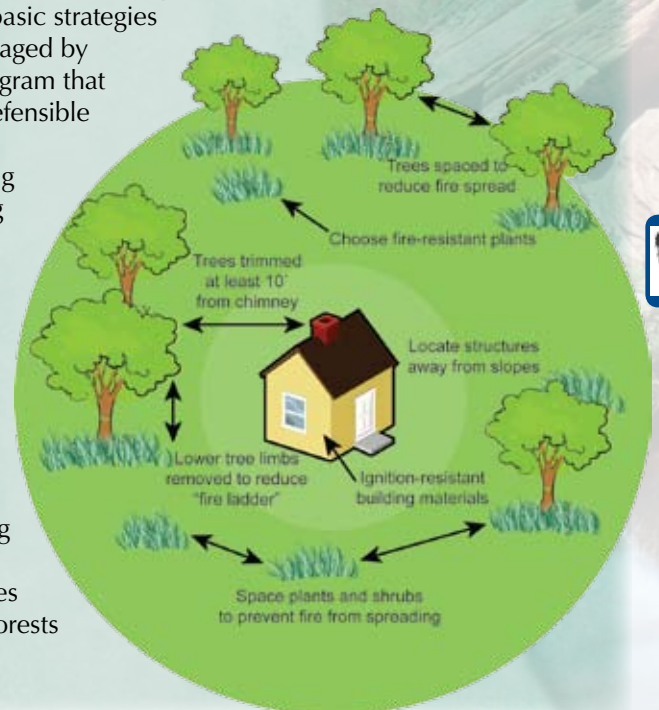 basic strategies
aged by
gram that
efensible
g
g
g
es
orests
Trees spaced to
reduce fire spread
Choose fire-resistant plants
Trees trimmed
at least 10'
from chimney
Locate structures
away from slopes
Lower tree limbs
removed to reduce
"fire ladder"
Ignition-resistant
building materials
Space plants and shrubs
to prevent fire from spreading